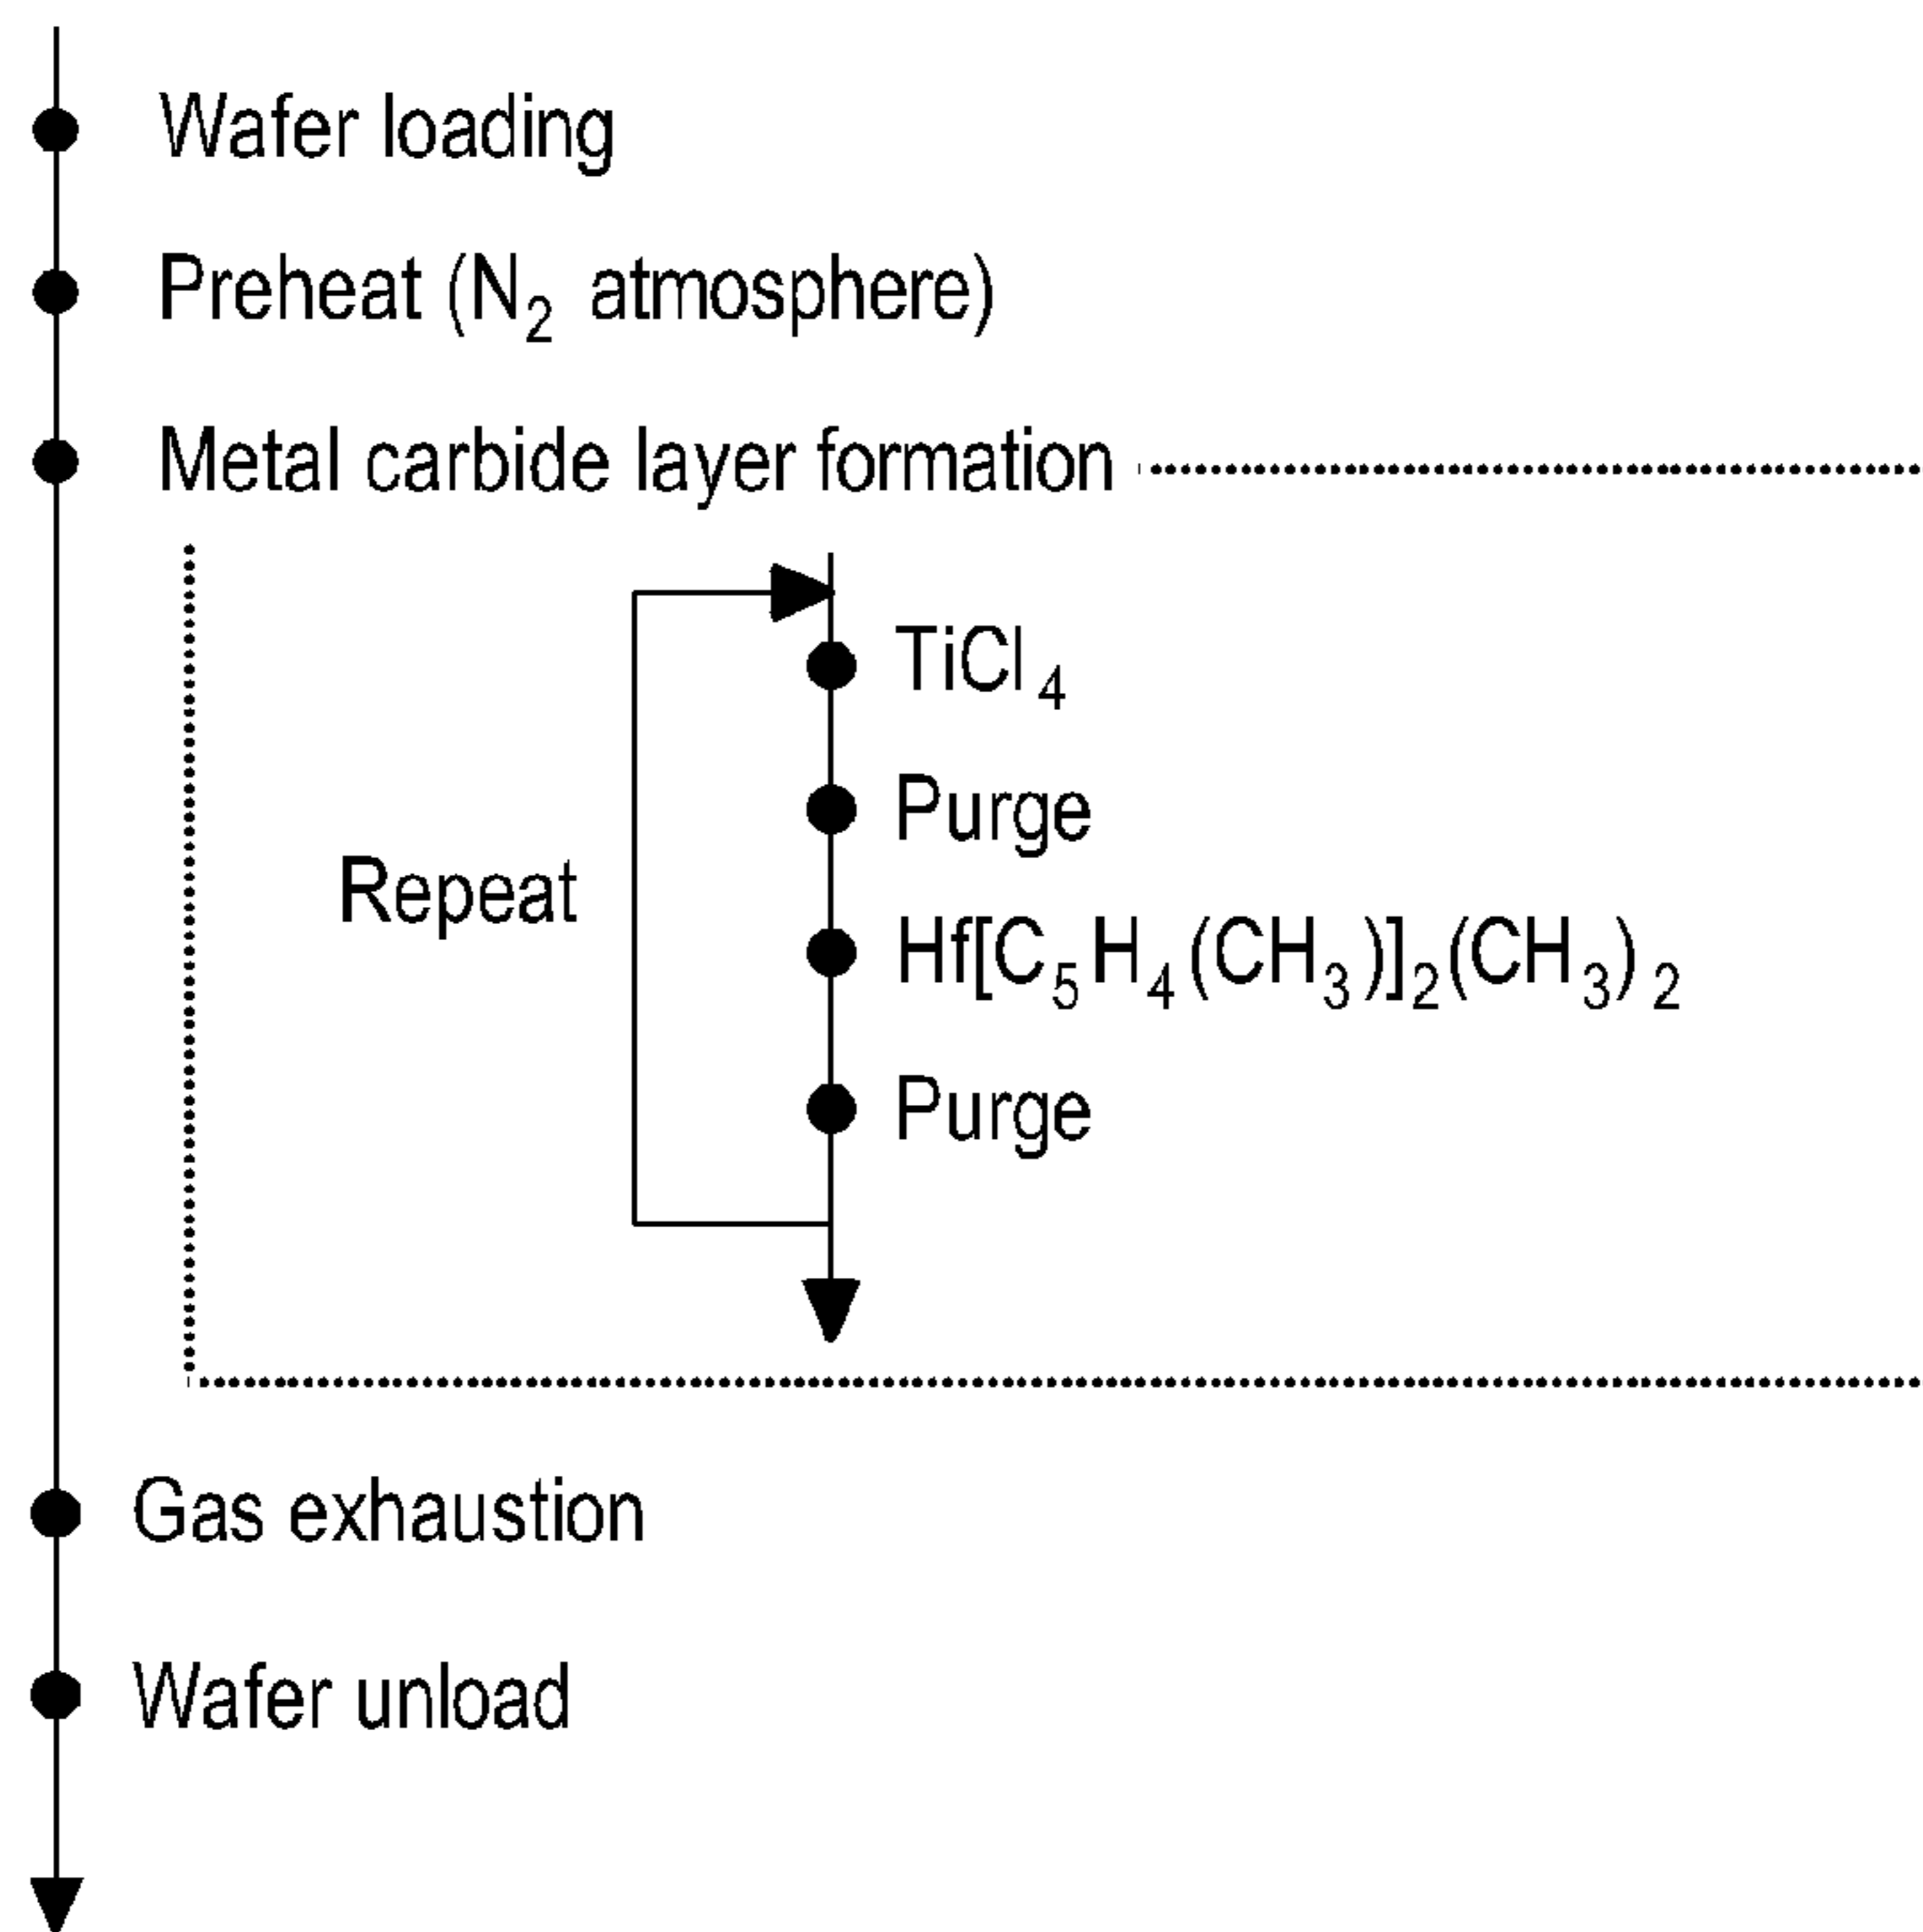 Wafer loading
Preheat (N₂ atmosphere)
Metal carbide layer formation
TiCl₄
Purge
Repeat
Hf[C₅H₄(CH₃)]₂(CH₃)₂
Purge
Gas exhaustion
Wafer unload